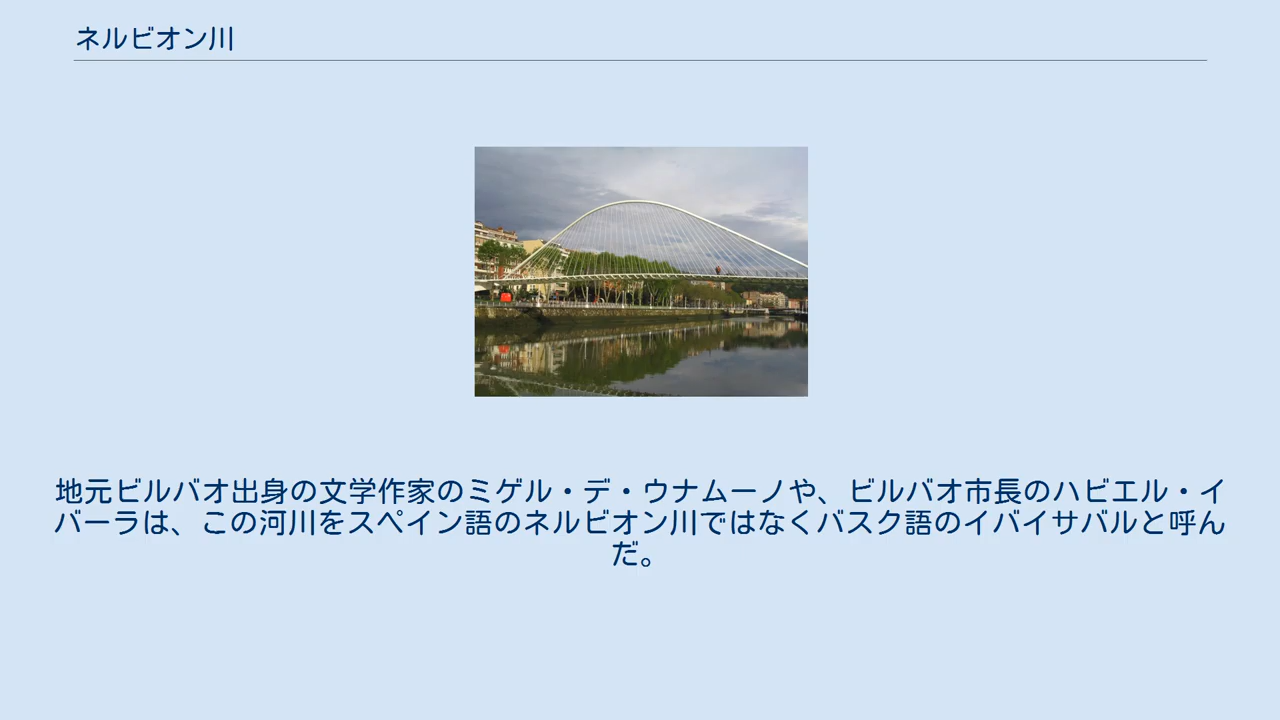 ネルビオン川
地元ビルバオ出身の文学作家のミゲル・デ・ウナムーノや、ビルバオ市長のハビエル・イ
バーラは、この河川をスペイン語のネルビオン川ではなくバスク語のイバイサバルと呼ん
だ。